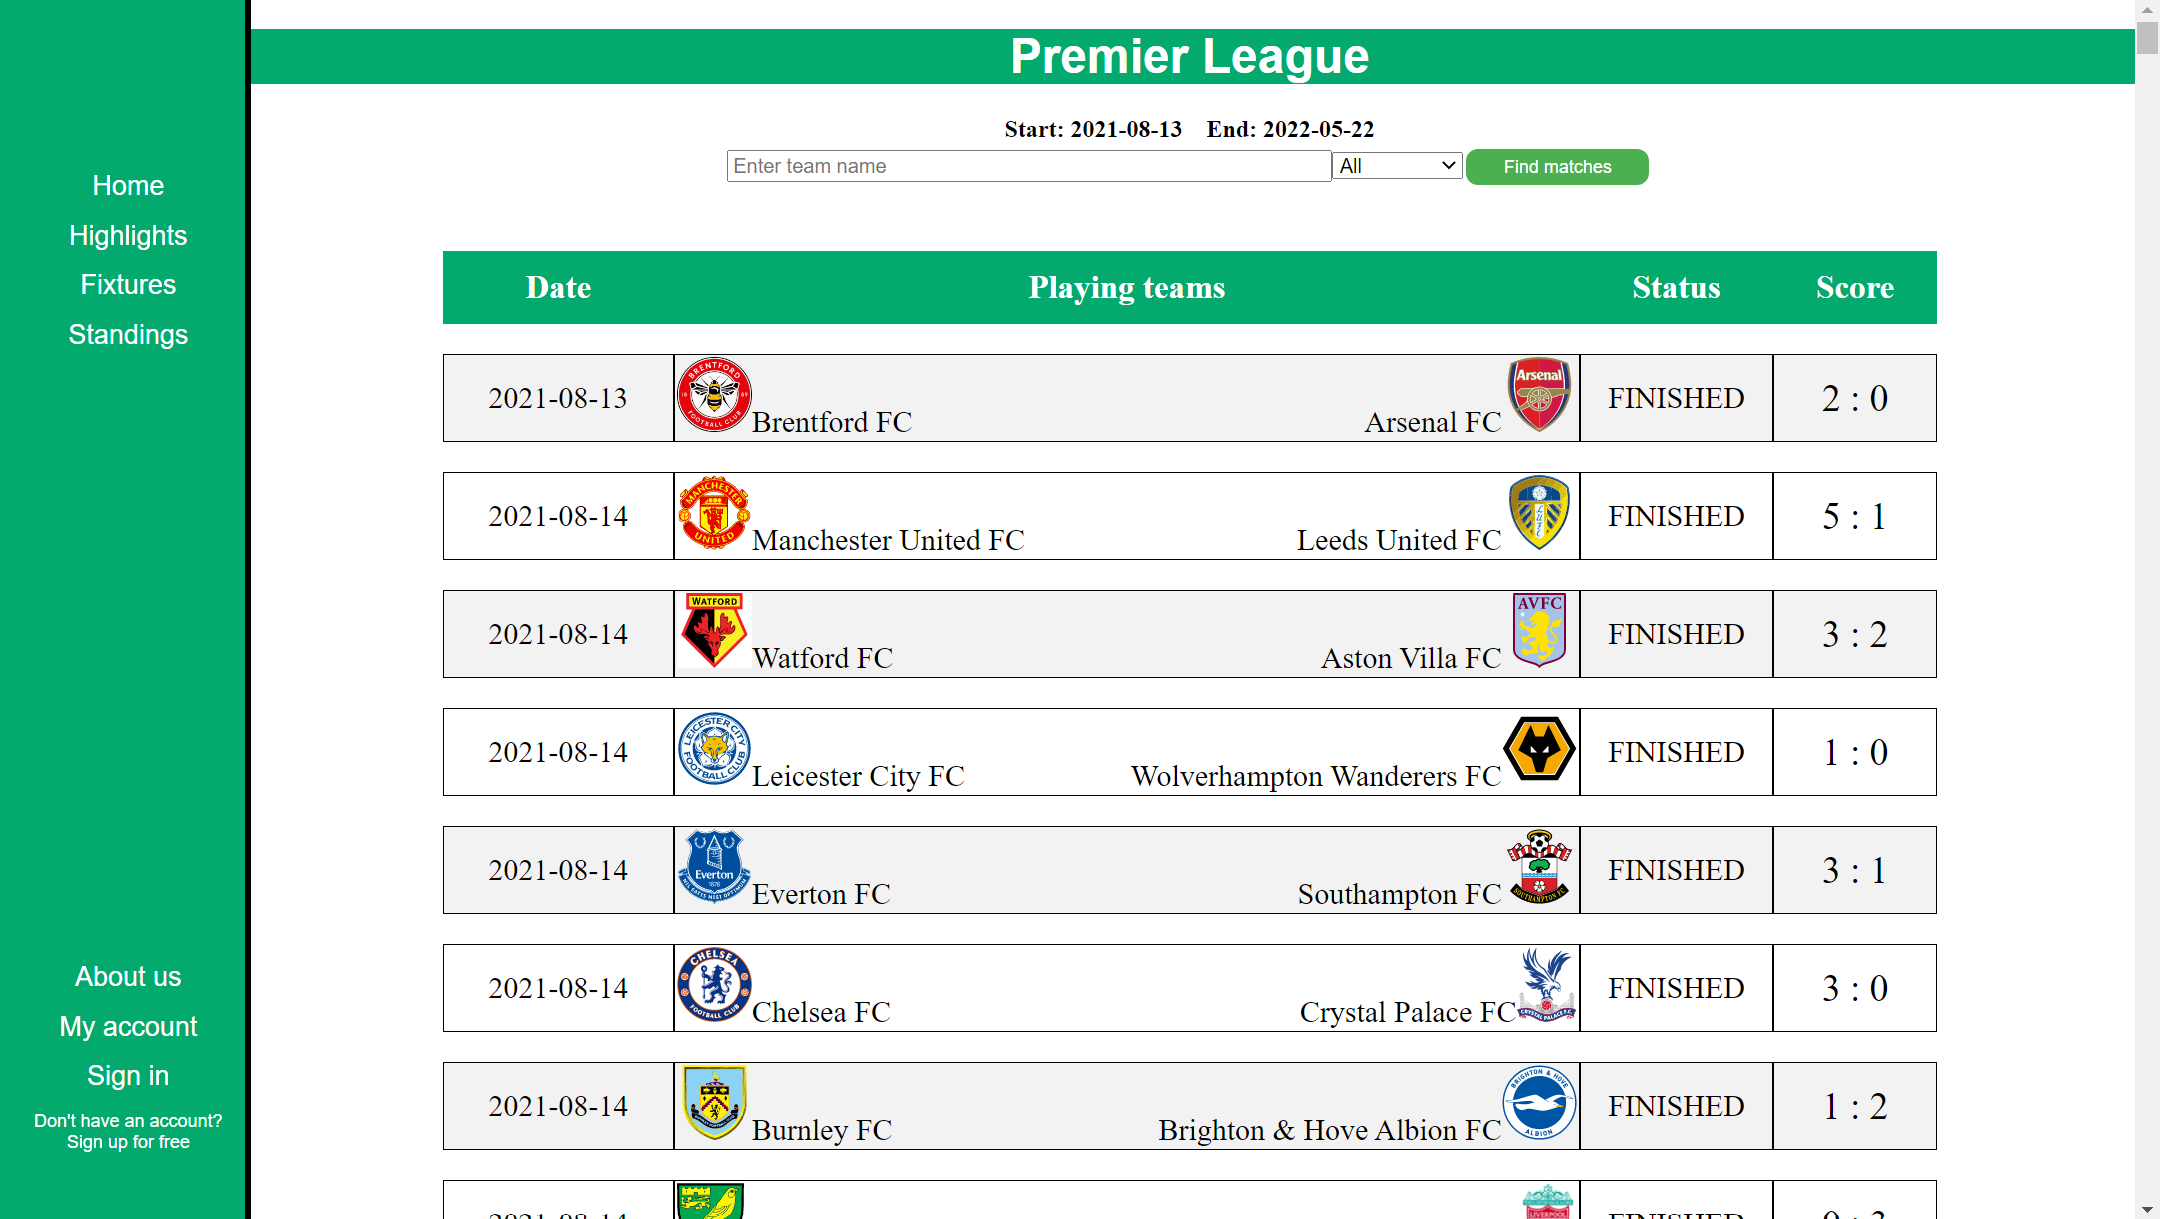 Premier League
Start: 2021-08-13 End: 2022-05-22
Enter team name All Find matches
Home
Highlights
Fixtures
Standings
About us
My account
Sign in
Don't have an account?
Sign up for free
Date Playing teams Status Score
2021-08-13 Brentford FC Arsenal FC FINISHED 2 : 0
2021-08-14 Manchester United FC Leeds United FC FINISHED 5 : 1
2021-08-14 Watford FC Aston Villa FC FINISHED 3 : 2
2021-08-14 Leicester City FC Wolverhampton Wanderers FC FINISHED 1 : 0
2021-08-14 Everton FC Southampton FC FINISHED 3 : 1
2021-08-14 Chelsea FC Crystal Palace FC FINISHED 3 : 0
2021-08-14 Burnley FC Brighton & Hove Albion FC FINISHED 1 : 2